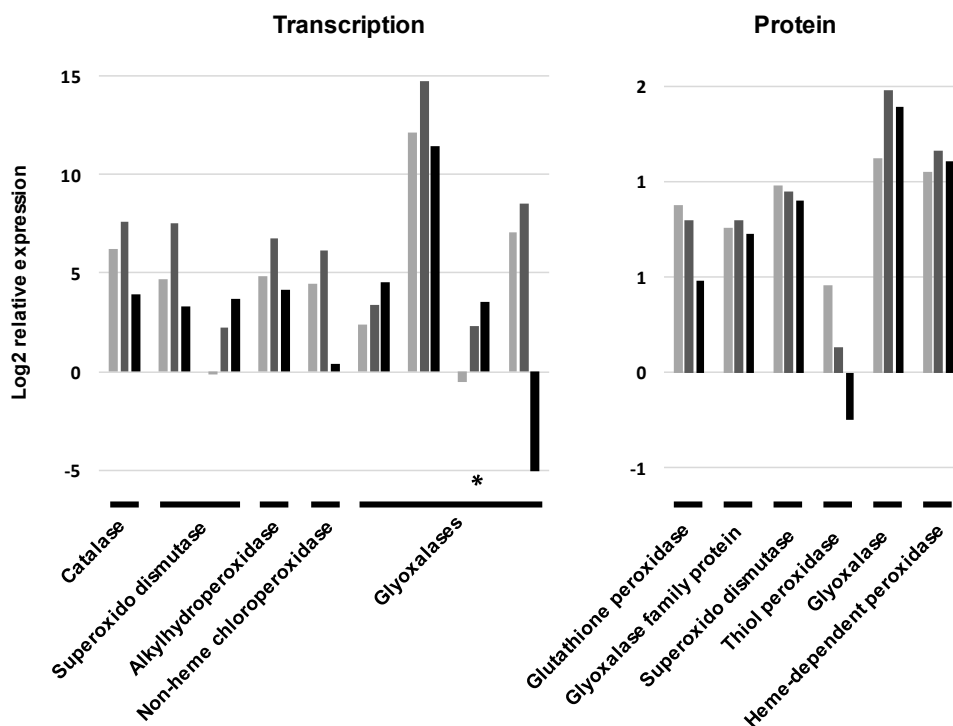 Transcription
Protein
Log2 relative expression
15
10
5
0
-5
*
Catalase
Superoxido dismutase
Alkylhydroperoxidase
Non-heme chloroperoxidase
Glyoxalases
2
1
1
0
-1
Glutathione peroxidase
Glyoxalase family protein
Superoxido dismutase
Thiol peroxidase
Glyoxalase
Heme-dependent peroxidase